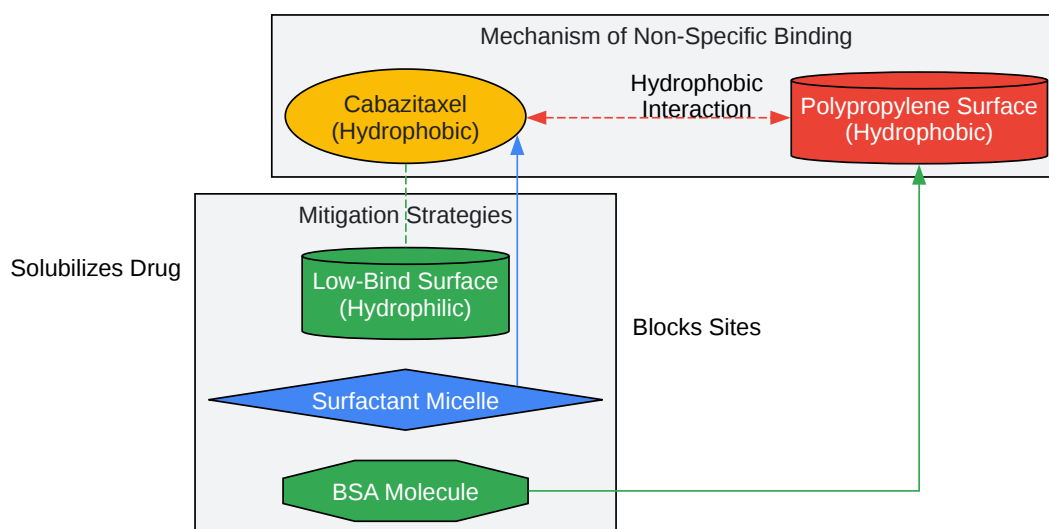 Mechanism of Non-Specific Binding
Cabazitaxel
(Hydrophobic)
Hydrophobic
Interaction
Polypropylene Surface
(Hydrophobic)
Mitigation Strategies
Solubilizes Drug
Low-Bind Surface
(Hydrophilic)
Blocks Sites
Surfactant Micelle
BSA Molecule